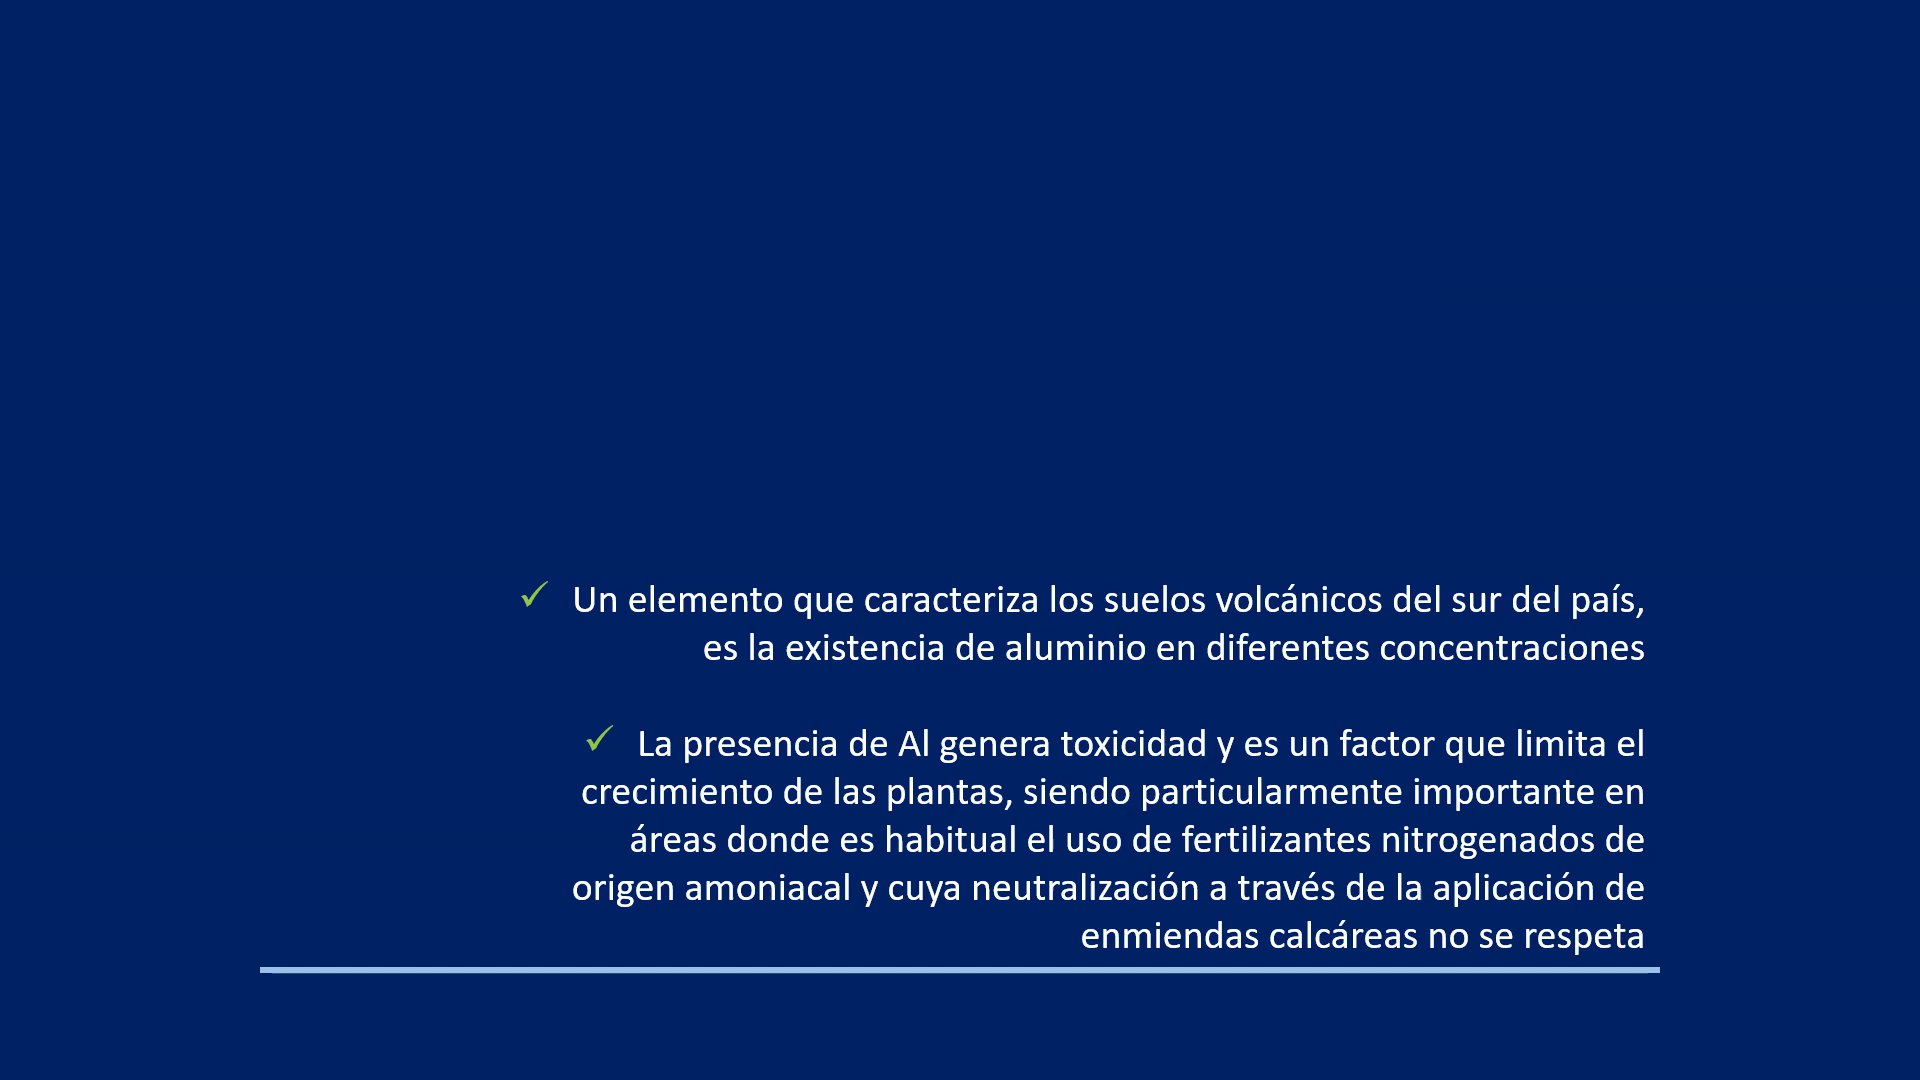 ✓ Un elemento que caracteriza los suelos volcánicos del sur del país,
es la existencia de aluminio en diferentes concentraciones
✓ La presencia de Al genera toxicidad y es un factor que limita el
crecimiento de las plantas, siendo particularmente importante en
áreas donde es habitual el uso de fertilizantes nitrogenados de
origen amoniacal y cuya neutralización a través de la aplicación de
enmiendas calcáreas no se respeta